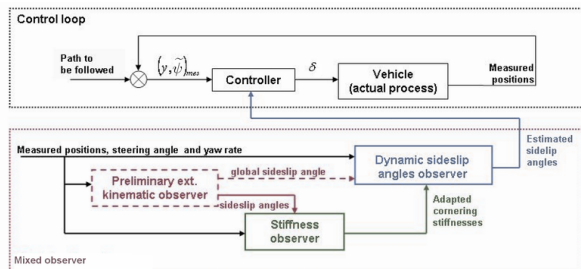 Control loop
Path to
be followed
(y, ψ̃)mes
Controller
δ
Vehicle
(actual process)
Measured
positions
Estimated
sidelip
angles
Measured positions, steering angle and yaw rate
global sideslip angle
Dynamic sideslip
angles observer
Preliminary ext.
kinematic observer
sideslip angles
Stiffness
observer
Adapted
cornering
stiffnesses
Mixed observer